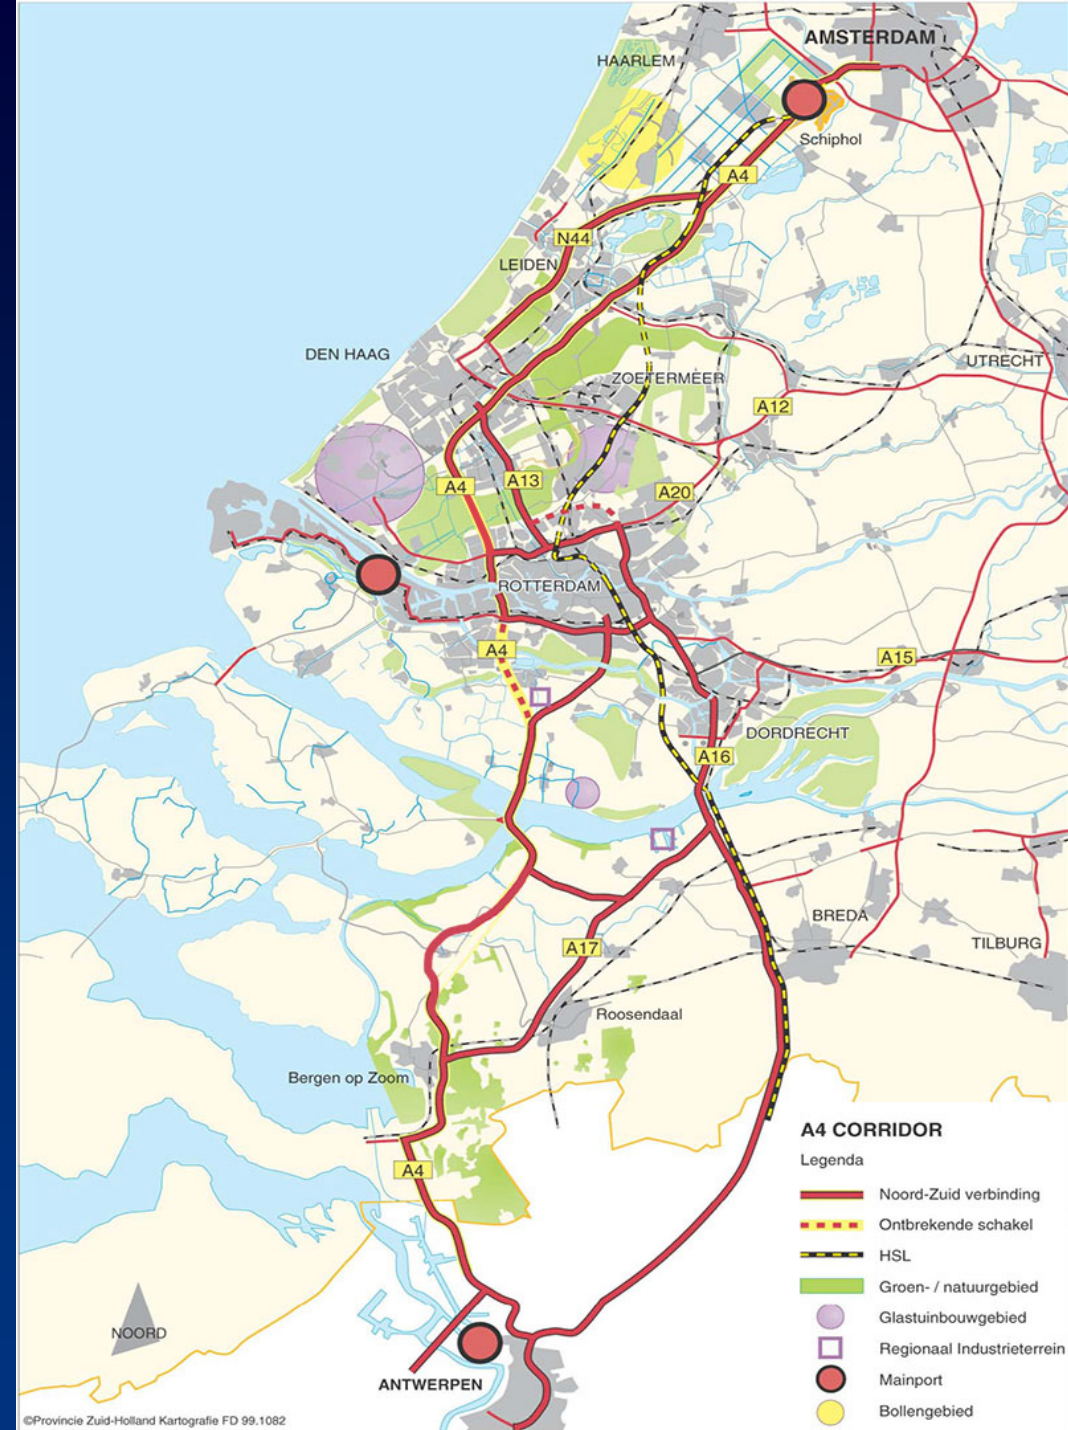 AMSTERDAM
HAARLEM
Schiphol
A4
N44
LEIDEN
DEN HAAG
UTRECHT
ZOETERMEER
A12
A4
A13
A20
ROTTERDAM
A4
A15
DORDRECHT
A16
BREDA
TILBURG
A17
Roosendaal
Bergen op Zoom
A4
NOORD
ANTWERPEN
A4 CORRIDOR
Legenda
Noord-Zuid verbinding
Ontbrekende schakel
HSL
Groen- / natuurgebied
Glastuinbouwgebied
Regionaal Industrieterrein
Mainport
Bollengebied
©Provincie Zuid-Holland Kartografie FD 99.1082